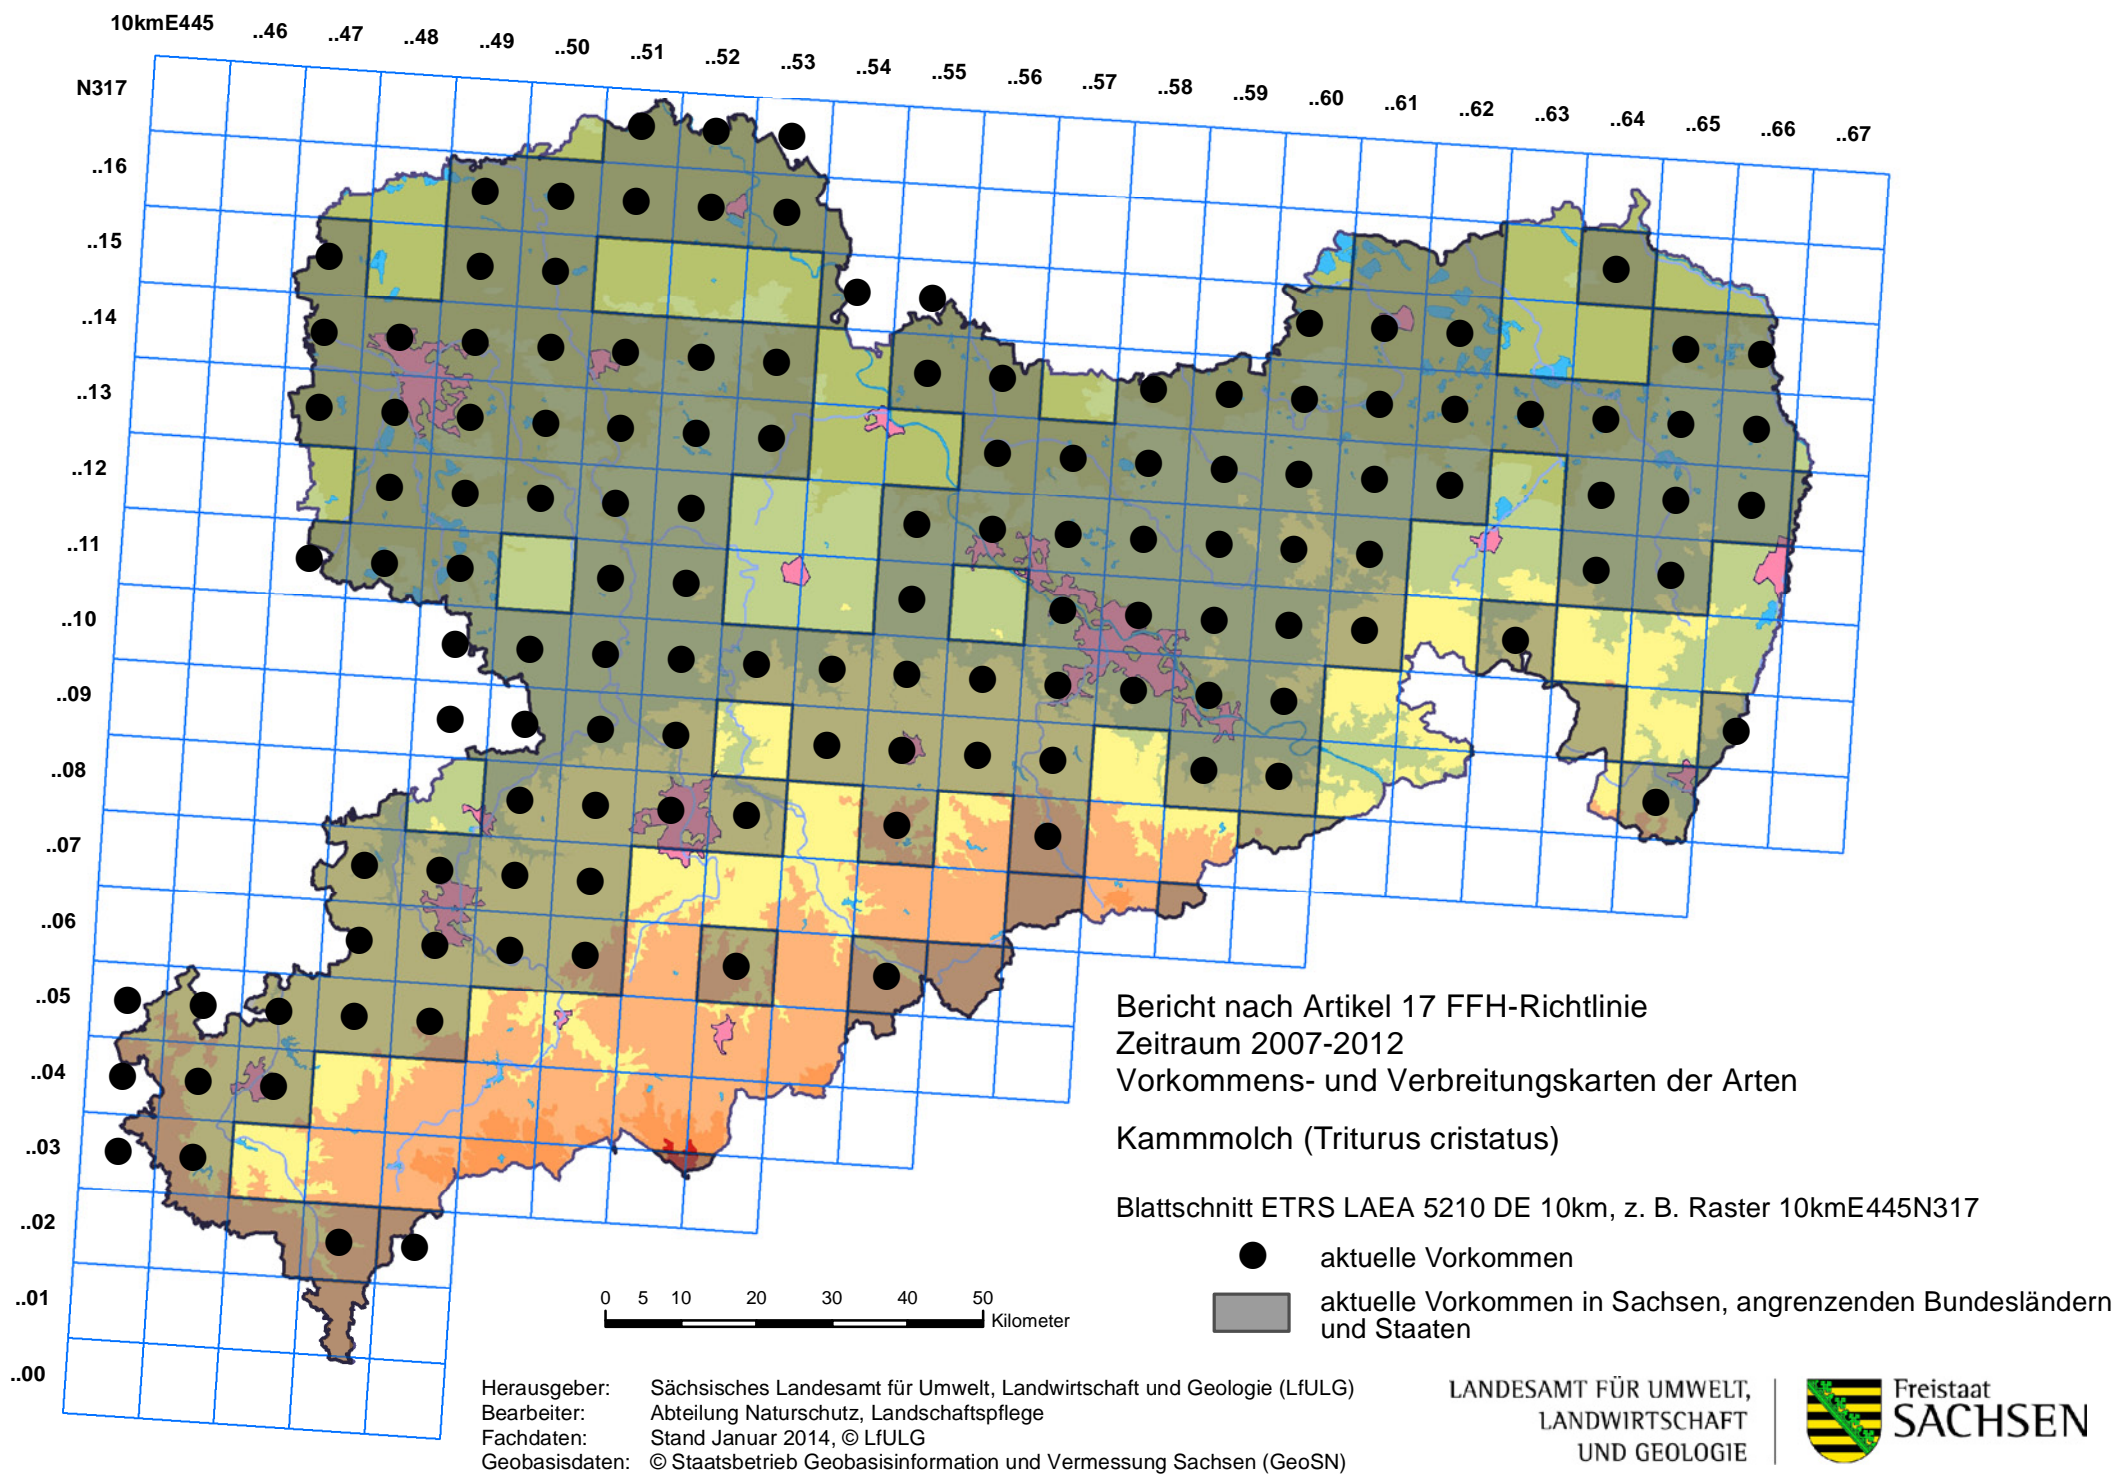 10kmE445 ..46 ..47 ..48 ..49 ..50 ..51 ..52 ..53 ..54 ..55 ..56 ..57 ..58 ..59 ..60 ..61 ..62 ..63 ..64 ..65 ..66 ..67
N317
..16
..15
..14
..13
..12
..11
..10
..09
..08
..07
..06
..05
..04
..03
..02
..01
..00
Bericht nach Artikel 17 FFH-Richtlinie
Zeitraum 2007-2012
Vorkommens- und Verbreitungskarten der Arten
Kammmolch (Triturus cristatus)
Blattschnitt ETRS LAEA 5210 DE 10km, z. B. Raster 10kmE445N317
aktuelle Vorkommen
aktuelle Vorkommen in Sachsen, angrenzenden Bundesländern
und Staaten
0 5 10 20 30 40 50
Kilometer
Herausgeber: Sächsisches Landesamt für Umwelt, Landwirtschaft und Geologie (LfULG)
Bearbeiter: Abteilung Naturschutz, Landschaftspflege
Fachdaten: Stand Januar 2014, © LfULG
Geobasisdaten: © Staatsbetrieb Geobasisinformation und Vermessung Sachsen (GeoSN)
LANDESAMT FÜR UMWELT,
LANDWIRTSCHAFT
UND GEOLOGIE
Freistaat
SACHSEN